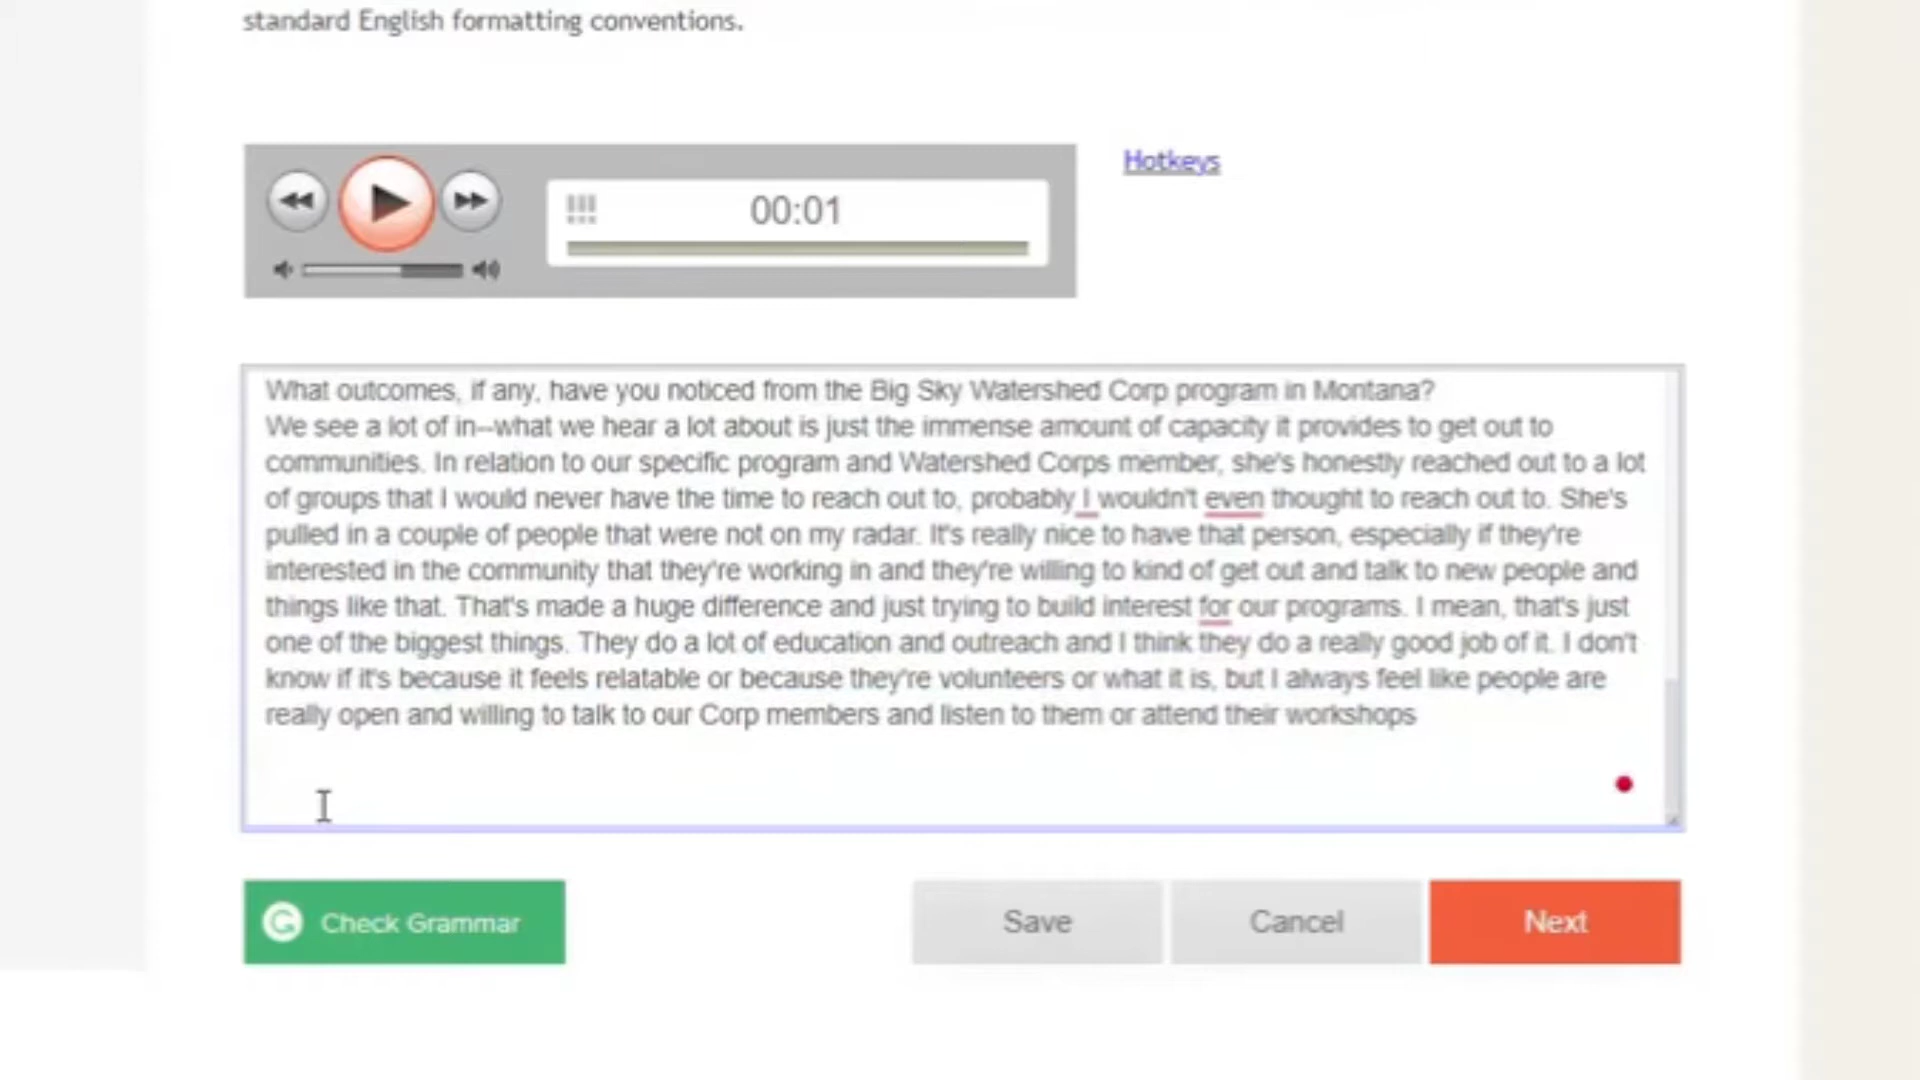 standard English formatting conventions.
Hotkeys
00:01
What outcomes, if any, have you noticed from the Big Sky Watershed Corp program in Montana?
We see a lot of in--what we hear a lot about is just the immense amount of capacity it provides to get out to
communities. In relation to our specific program and Watershed Corps member, she's honestly reached out to a lot
of groups that I would never have the time to reach out to, probably I wouldn't even thought to reach out to. She's
pulled in a couple of people that were not on my radar. It's really nice to have that person, especially if they're
interested in the community that they're working in and they're willing to kind of get out and talk to new people and
things like that. That's made a huge difference and just trying to build interest for our programs. I mean, that's just
one of the biggest things. They do a lot of education and outreach and I think they do a really good job of it. I don't
know if it's because it feels relatable or because they're volunteers or what it is, but I always feel like people are
really open and willing to talk to our Corp members and listen to them or attend their workshops
Check Grammar
Save
Cancel
Next